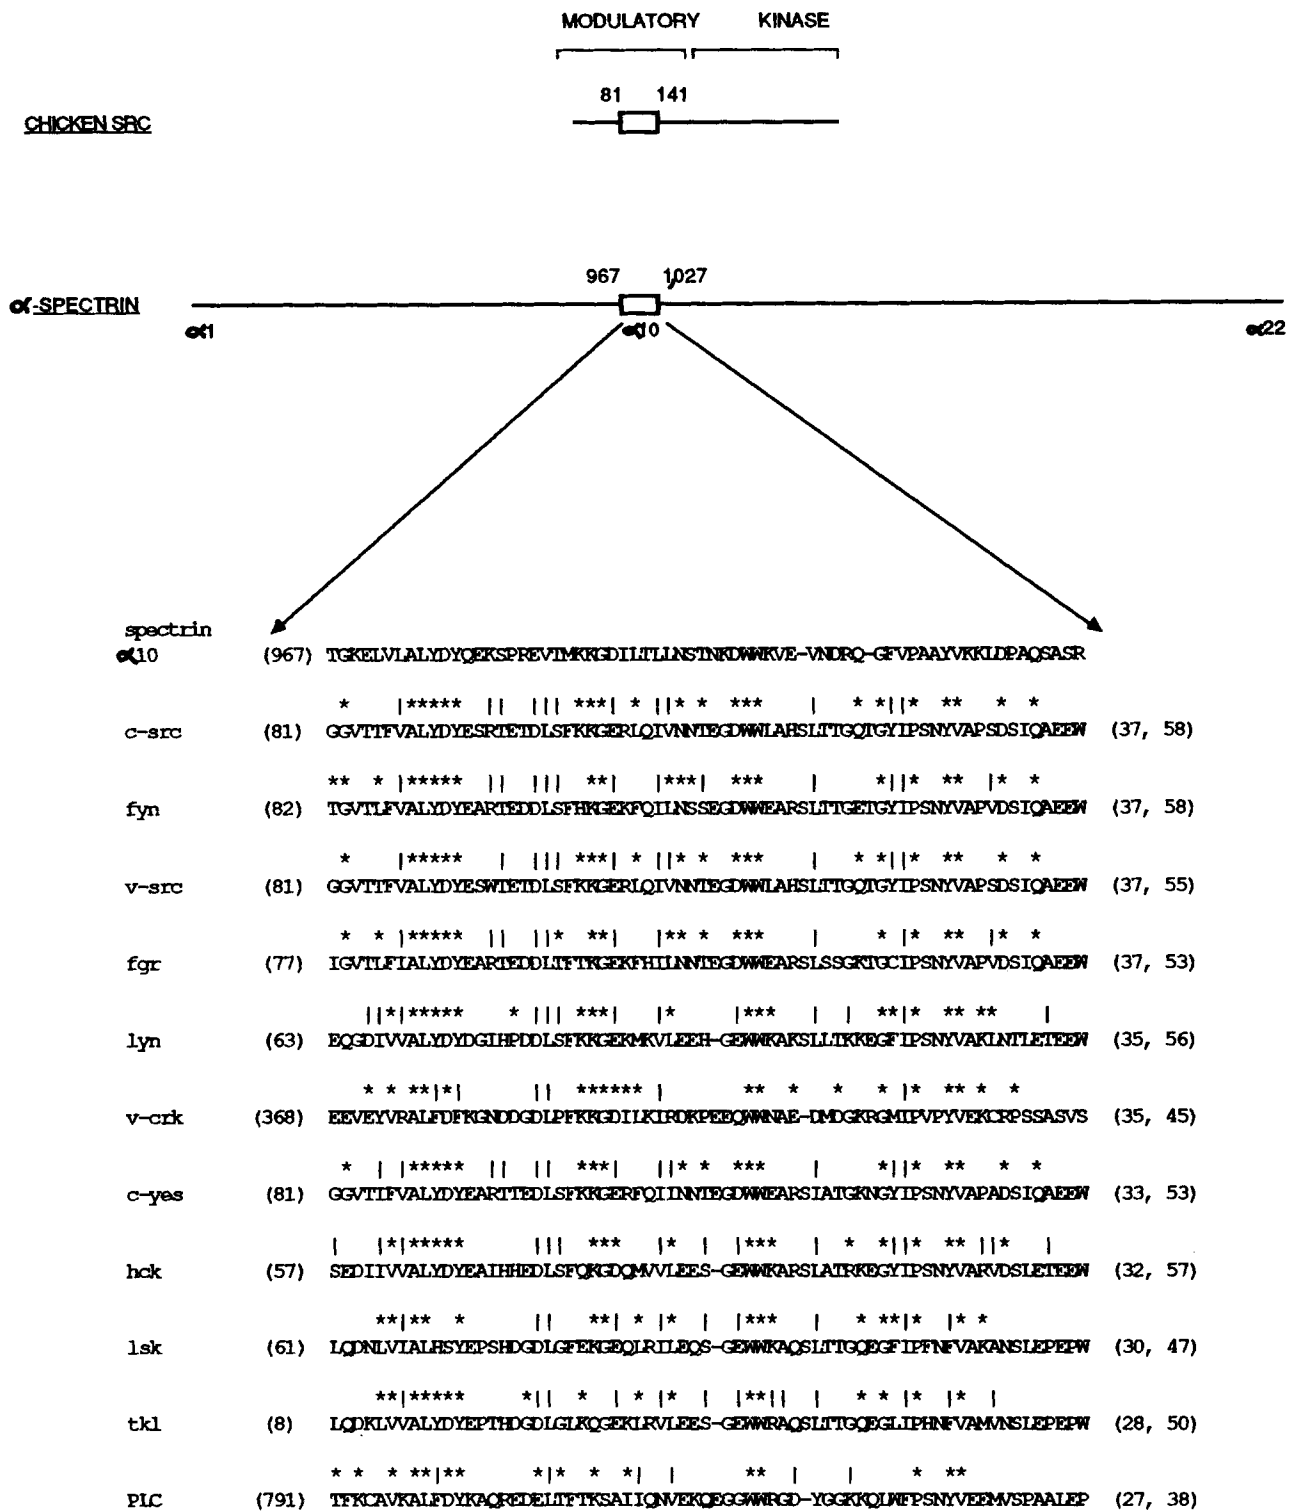 MODULATORY KINASE
81 141
CHICKEN SRC
967 1027
α-SPECTRIN
α1 α10 α22
spectrin
α10 (967) TGKELVLALYDYQEKSPREVTMKKGDILTLLNSTNKDWWKVE-VNDRQ-GFVPAAYVKKLDPAQSASR
* |***** || ||| ***| * ||* * *** | * *||* ** * *
c-src (81) GGVTTFVALYDYESRTETDLSFKKGERLQIVNNTEGDWWLAHSLTTGQTGYIPSNYVAPSDSIQAEEW (37, 58)
** * |***** || ||| **| |***| *** | *||* ** |* *
fyn (82) TGVTLFVALYDYEARTEDDLSFHKGEKFQILNSSEGDWWEARSLTTGETGYIPSNYVAPVDSIQAEEW (37, 58)
* |***** | ||| ***| * ||* * *** | * *||* ** * *
v-src (81) GGVTTFVALYDYESWTETDLSFKKGERLQIVNNTEGDWWLAHSLTTGQTGYIPSNYVAPSDSIQAEEW (37, 55)
* * |***** || ||* **| |** * *** | * |* ** |* *
fgr (77) IGVTLFIALYDYEARTEDDLTFTKGEKFHILNNTEGDWWEARSLSSGKTGCIPSNYVAPVDSIQAEEW (37, 53)
||*|***** * ||| ***| |* |*** | | **|* ** ** |
lyn (63) EQGDIVVALYDYDGIHPDDLSFKKGEKMKVLEEH-GEWWKAKSLLTKKEGFIPSNYVAKLNTLETEEW (35, 56)
* * **|*| || ****** | ** * * * |* ** * *
v-crk (368) EEVEYVRALFDFKGNDDGDLPFKKGDILKIRDKPEEQWWNAE-DMDGKRGMIPVPYVEKCRPSSASVS (35, 45)
* | |***** || || ***| ||* * *** | *||* ** * *
c-yes (81) GGVTIFVALYDYEARTTEDLSFKKGERFQIINNTEGDWWEARSIATGKNGYIPSNYVAPADSIQAEEW (33, 53)
| |*|***** ||| *** |* | |*** | * *||* ** ||* |
hck (57) SEDIIVVALYDYEAIHHEDLSFQKGDQMVVLEES-GEWWKARSLATRKEGYIPSNYVARVDSLETEEW (32, 57)
**|** * || **| * |* | |*** | * **|* |* *
lsk (61) LQDNLVIALHSYEPSHDGDLGFEKGEQLRILEQS-GEWWKAQSLTTGQEGFIPFNFVAKANSLEPEPW (30, 47)
**|***** *|| * | * |* | |**|| | * * |* |* |
tkl (8) LQDKLVVALYDYEPTHDGDLGLKQGEKLRVLEES-GEWWRAQSLTTGQEGLIPHNFVAMVNSLEPEPW (28, 50)
* * * **|** *|* * *| | ** | | * **
PLC (791) TFKCAVKALFDYKAQREDELTFTKSAIIQNVEKQEGGWWRGD-YGGKKQLWFPSNYVEEMVSPAALEP (27, 38)